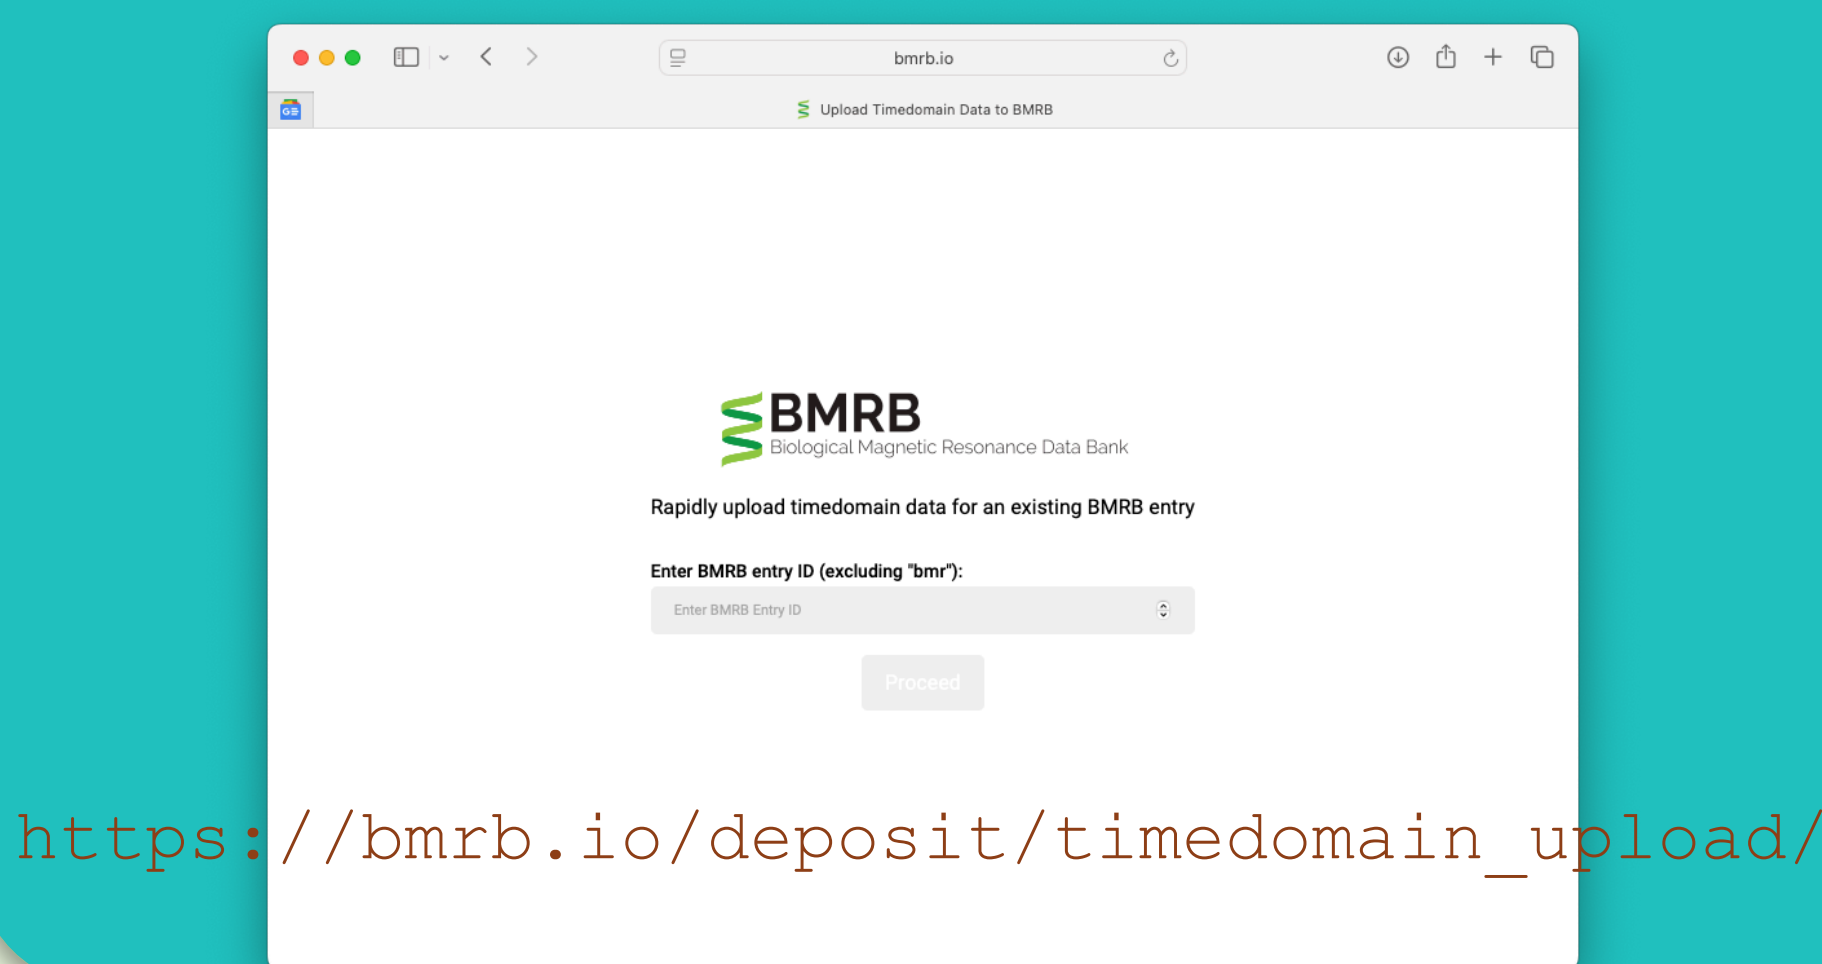 bmrb.io
GE
Upload Timedomain Data to BMRB
BMRB
Biological Magnetic Resonance Data Bank
Rapidly upload timedomain data for an existing BMRB entry
Enter BMRB entry ID (excluding "bmr"):
Enter BMRB Entry ID
Proceed
https://bmrb.io/deposit/timedomain_upload/